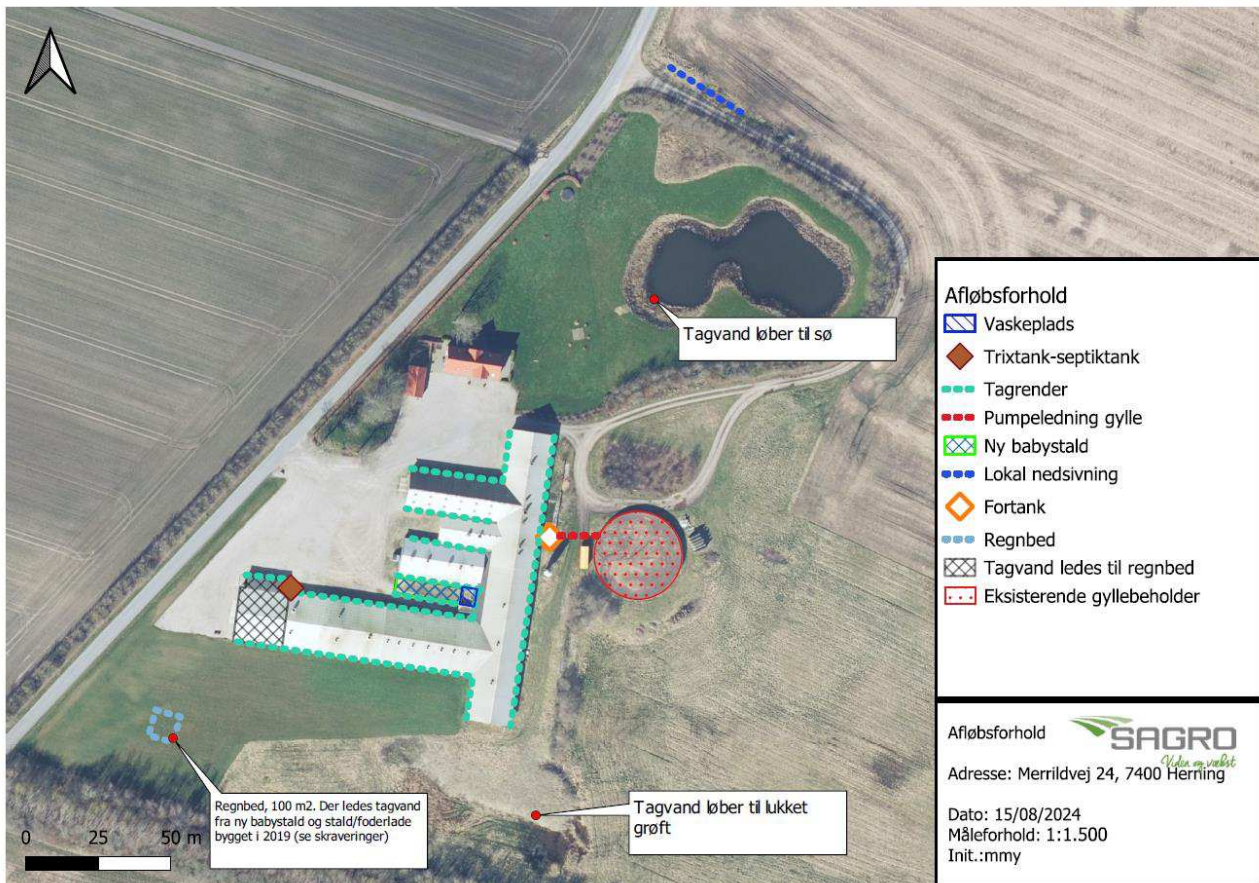 Tagvand løber til sø
Regnbed, 100 m2. Der ledes tagvand
fra ny babystald og stald/foderlade
bygget i 2019 (se skraveringer)
Tagvand løber til lukket
grøft
0 25 50 m
Afløbsforhold
Vaskeplads
Trixtank-septiktank
Tagrender
Pumpeledning gylle
Ny babystald
Lokal nedsivning
Fortank
Regnbed
Tagvand ledes til regnbed
Eksisterende gyllebeholder
Afløbsforhold
SAGRO
Viden og vækst
Adresse: Merrildvej 24, 7400 Herning
Dato: 15/08/2024
Måleforhold: 1:1.500
Init.:mmy